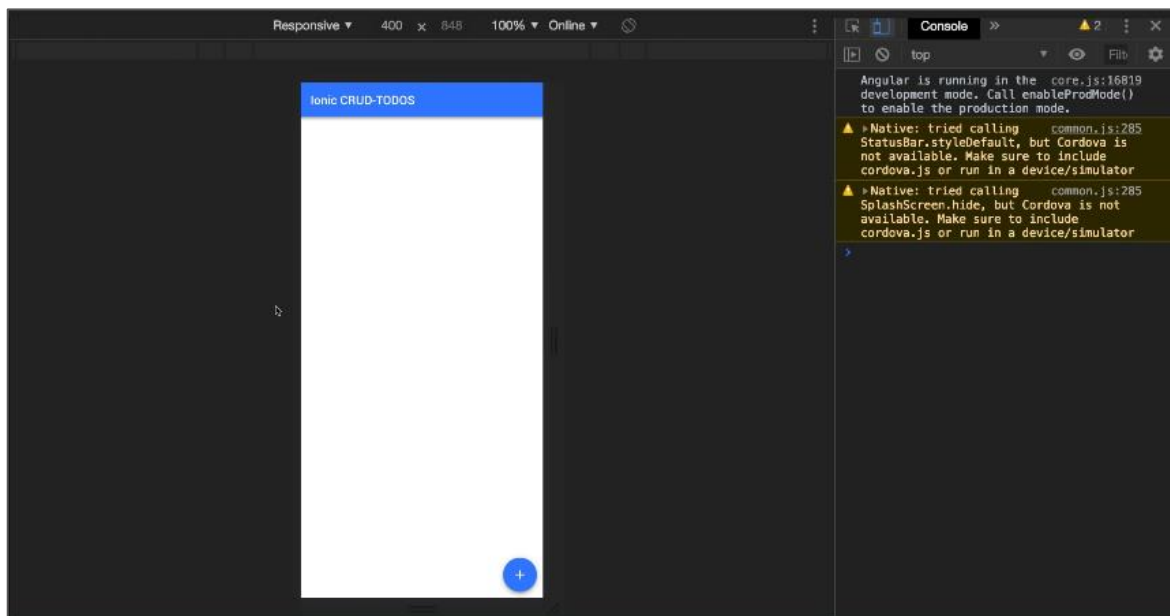 Responsive ▼ 400 x 848 100% ▼ Online ▼
Console » 2
top ▼
Ionic CRUD-TODOS
Angular is running in the core.js:16819
development mode. Call enableProdMode()
to enable the production mode.
Native: tried calling common.js:285
StatusBar.styleDefault, but Cordova is
not available. Make sure to include
cordova.js or run in a device/simulator
Native: tried calling common.js:285
SplashScreen.hide, but Cordova is not
available. Make sure to include
cordova.js or run in a device/simulator
+